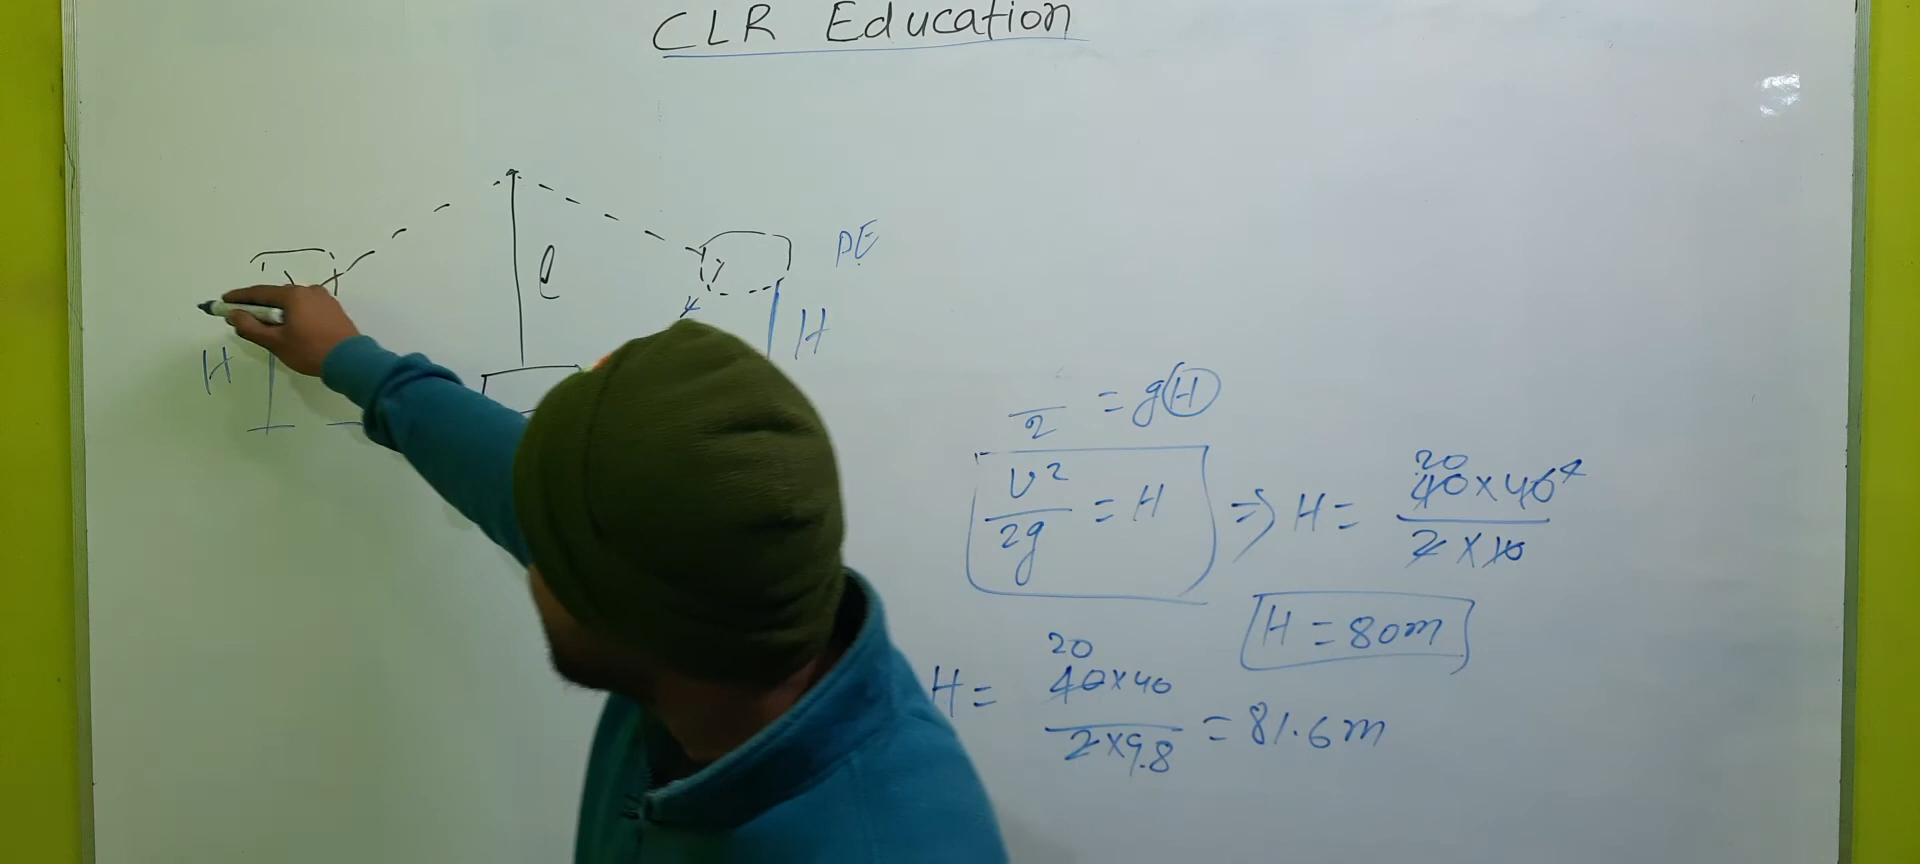 CLR Education
l
PE
H
H
/2 = gH
v²/2g = H ⇒ H = 40×40/2×10
20
4
H = 80m
20
H = 40×40/2×9.8 = 81.6m